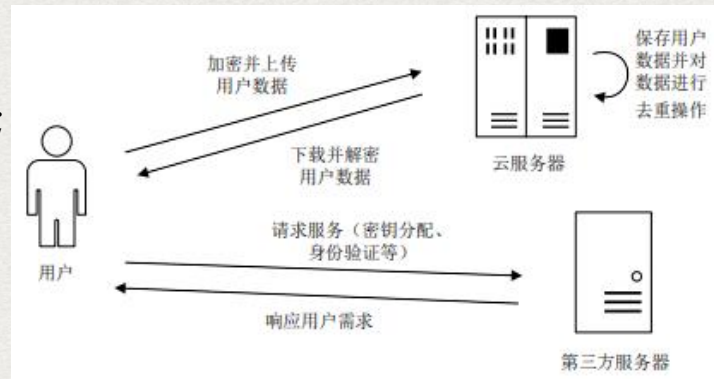 加密并上传
用户数据
保存用户
数据并对
数据进行
去重操作
下载并解密
用户数据
云服务器
请求服务（密钥分配、
身份验证等）
用户
响应用户需求
第三方服务器